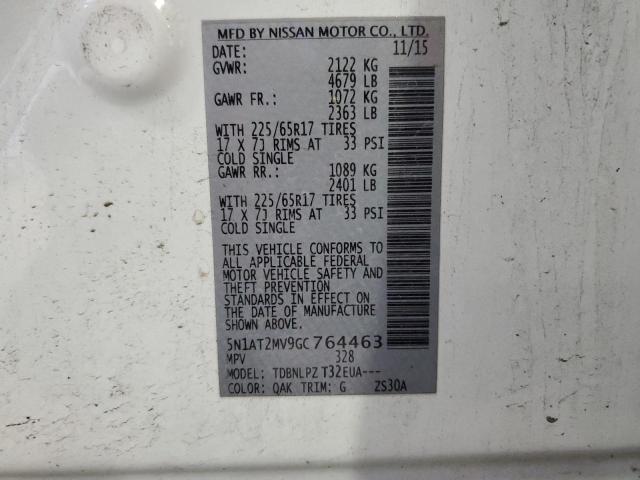 MFD BY NISSAN MOTOR CO., LTD.
DATE: 11/15
GVWR: 2122 KG
4679 LB
GAWR FR.: 1072 KG
2363 LB
WITH 225/65R17 TIRES
17 X 7J RIMS AT 33 PSI
COLD SINGLE
GAWR RR.: 1089 KG
2401 LB
WITH 225/65R17 TIRES
17 X 7J RIMS AT 33 PSI
COLD SINGLE
THIS VEHICLE CONFORMS TO
ALL APPLICABLE FEDERAL
MOTOR VEHICLE SAFETY AND
THEFT PREVENTION
STANDARDS IN EFFECT ON
THE DATE OF MANUFACTURE
SHOWN ABOVE.
5N1AT2MV9GC764463
MPV 328
MODEL: TDBNLPZ T32EUA---
COLOR: QAK TRIM: G ZS30A